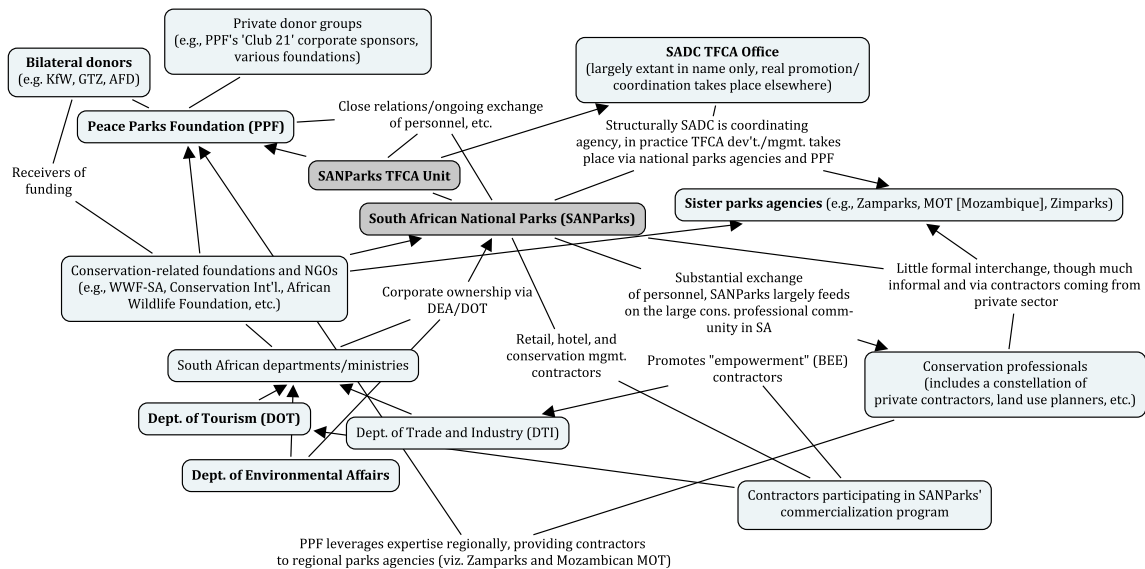 Private donor groups
(e.g., PPF's 'Club 21' corporate sponsors,
various foundations)
Bilateral donors
(e.g. KfW, GTZ, AFD)
SADC TFCA Office
(largely extant in name only, real promotion/
coordination takes place elsewhere)
Peace Parks Foundation (PPF)
Close relations/ongoing exchange
of personnel, etc.
Structurally SADC is coordinating
agency, in practice TFCA dev't./mgmt. takes
place via national parks agencies and PPF
Receivers of
funding
SANParks TFCA Unit
South African National Parks (SANParks)
Sister parks agencies (e.g., Zamparks, MOT [Mozambique], Zimparks)
Conservation-related foundations and NGOs
(e.g., WWF-SA, Conservation Int'l., African
Wildlife Foundation, etc.)
Corporate ownership via
DEA/DOT
Substantial exchange
of personnel, SANParks largely feeds
on the large cons. professional comm-
unity in SA
Little formal interchange, though much
informal and via contractors coming from
private sector
Retail, hotel, and
conservation mgmt.
contractors
Promotes "empowerment" (BEE)
contractors
South African departments/ministries
Conservation professionals
(includes a constellation of
private contractors, land use planners, etc.)
Dept. of Tourism (DOT)
Dept. of Trade and Industry (DTI)
Dept. of Environmental Affairs
Contractors participating in SANParks'
commercialization program
PPF leverages expertise regionally, providing contractors
to regional parks agencies (viz. Zamparks and Mozambican MOT)